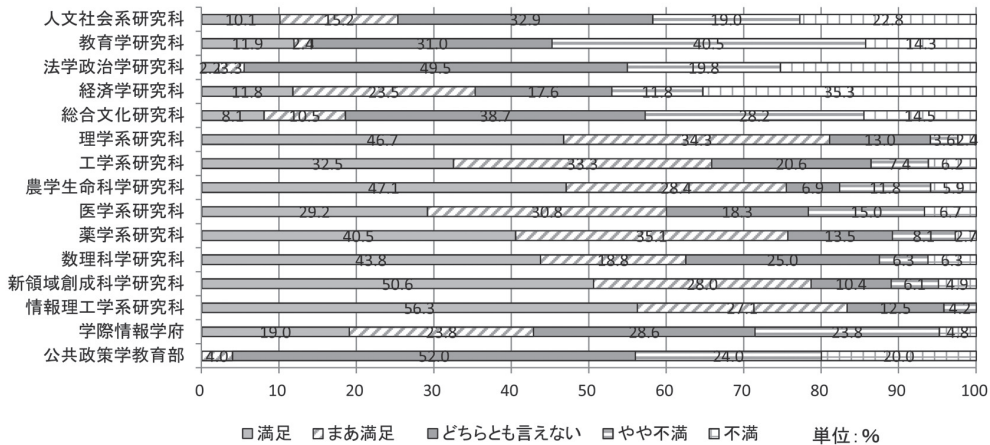 人文社会系研究科 10.1 15.2 32.9 19.0 22.8
教育学研究科 11.9 2.4 31.0 40.5 14.3
法学政治学研究科 2.2 3.3 49.5 19.8
経済学研究科 11.8 23.5 17.6 11.8 35.3
総合文化研究科 8.1 10.5 38.7 28.2 14.5
理学系研究科 46.7 34.3 13.0 3.6 2.4
工学系研究科 32.5 33.3 20.6 7.4 6.2
農学生命科学研究科 47.1 28.4 6.9 11.8 5.9
医学系研究科 29.2 30.8 18.3 15.0 6.7
薬学系研究科 40.5 35.1 13.5 8.1 2.7
数理科学研究科 43.8 18.8 25.0 6.3 6.3
新領域創成科学研究科 50.6 28.0 10.4 6.1 4.9
情報理工学系研究科 56.3 27.1 12.5 4.2
学際情報学府 19.0 23.8 28.6 23.8 4.8
公共政策学教育部 4.0 52.0 24.0 20.0
0 10 20 30 40 50 60 70 80 90 100
満足 まあ満足 どちらとも言えない やや不満 不満 単位：%